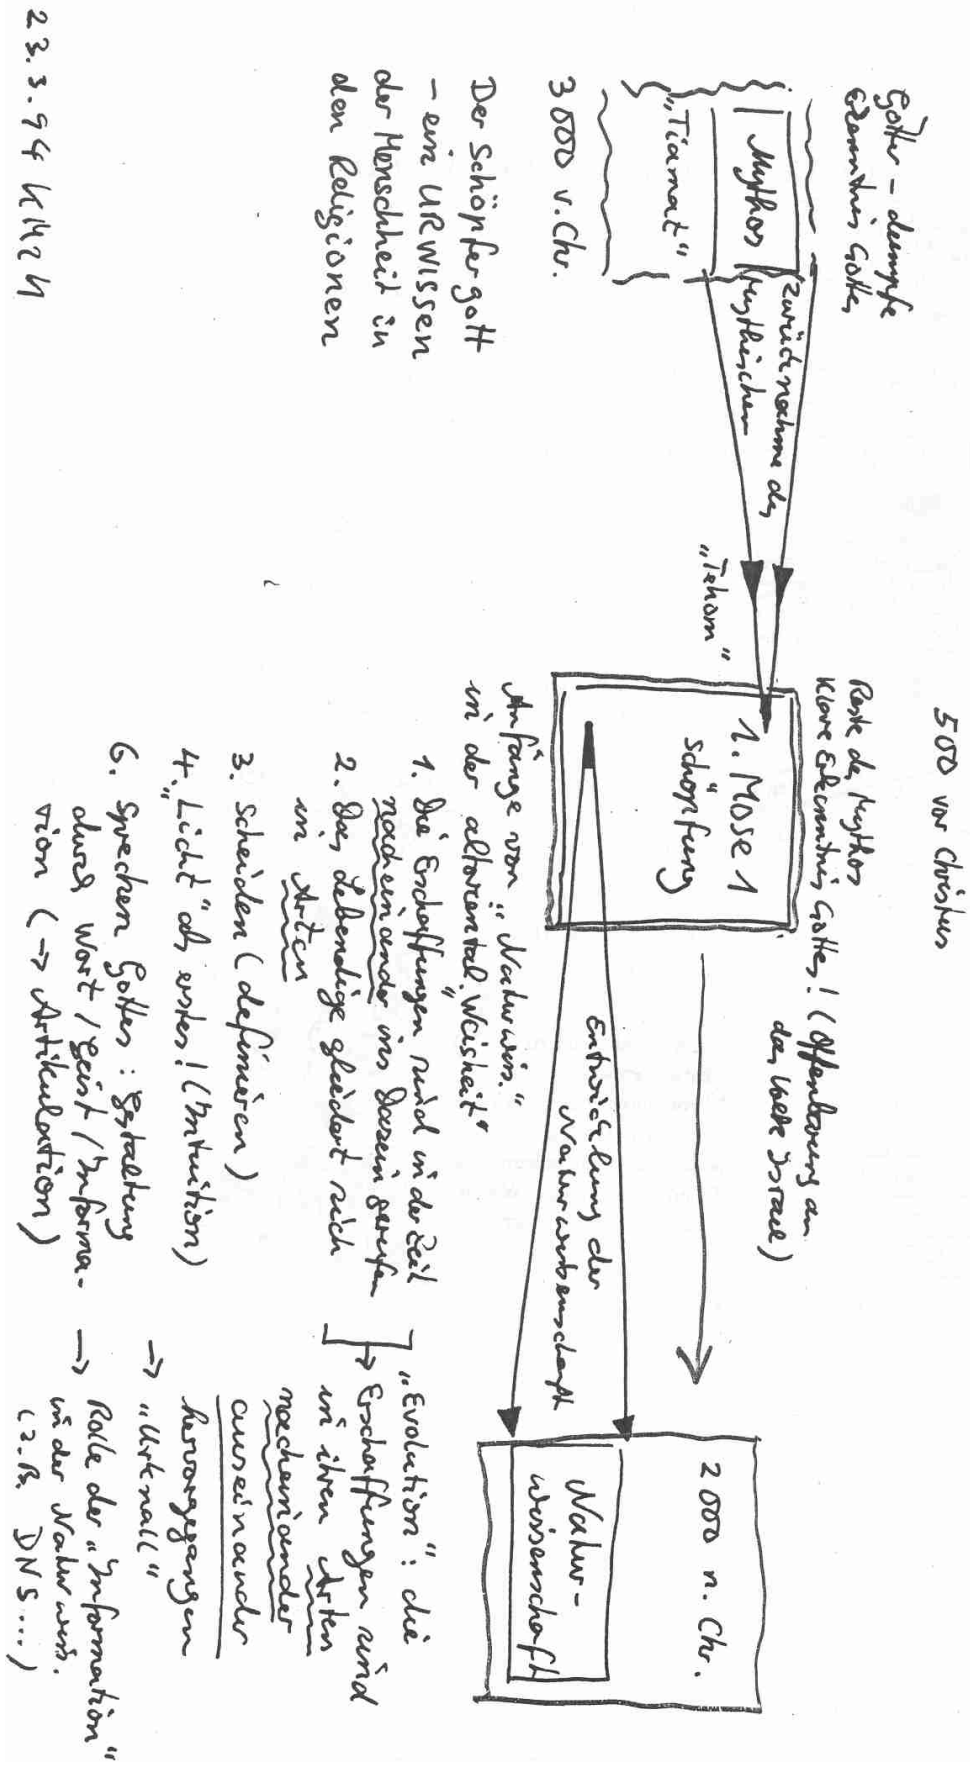 500 vor Christus
Götter – dumpfe
Erkenntnis Gottes
Mythos
"Tiamat"
3000 v. Chr.
Der Schöpfergott
– ein URWISSEN
der Menschheit in
den Religionen
23.3.94
(Zurücknahme des
Mythischen
"Tehom"
Reste des Mythos
Klare Erkenntnis Gottes! (Offenbarung an
das Volk Israel)
1. Mose 1
"Schöpfung
Anfänge von "Naturwiss."
in der altoriental. Weisheit"
1. Die Erschaffungen sind in der Zeit
nacheinander ins Dasein gerufen
2. Das Lebendige gliedert sich
in Arten
3. Scheiden (definieren)
4. "Licht" als erstes! (Intuition)
6. Sprechen Gottes: Gestaltung
durch Wort / Geist / Informa-
tion (→ Artikulation)
Entwicklung der
Naturwissenschaft
2000 n. Chr.
Natur-
wissenschaft
"Evolution": die
→ Erschaffungen sind
in ihren Arten
nacheinander
auseinander
hervorgegangen
→ "Urknall"
→ Rolle der "Information"
in der Naturwiss.
(z.B. DNS....)